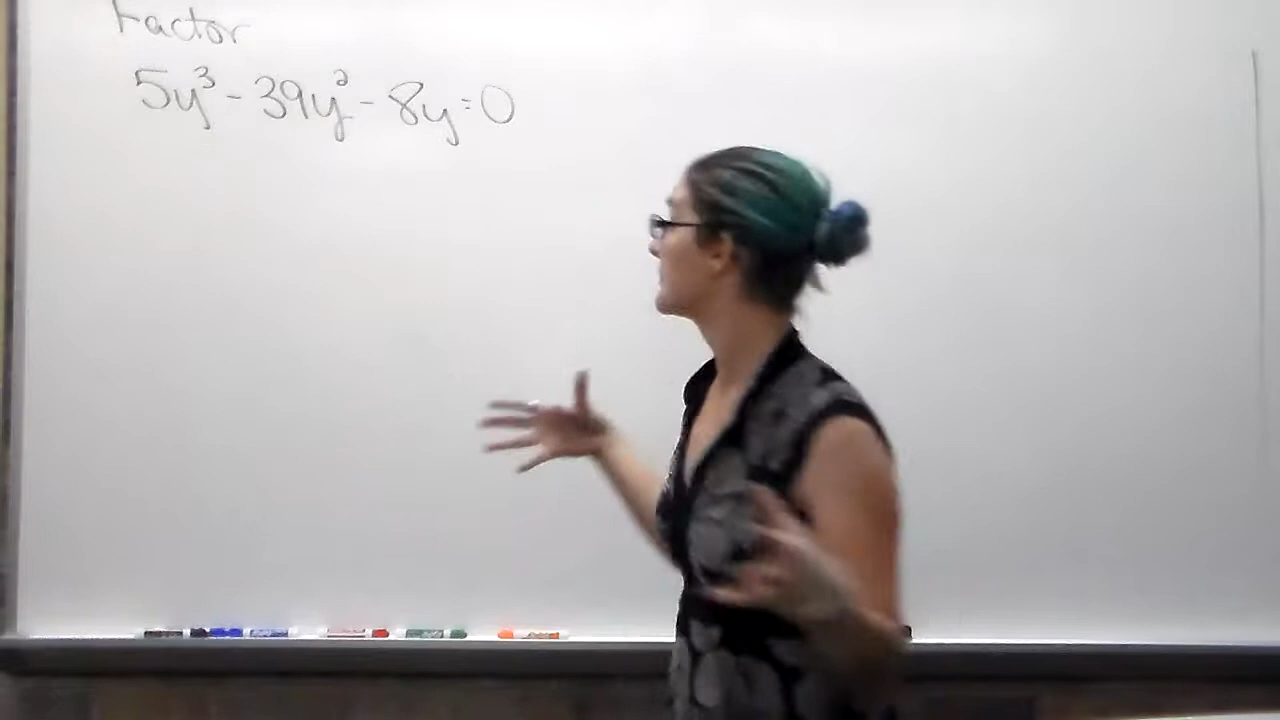 Factor
5y³ - 39y² - 8y = 0